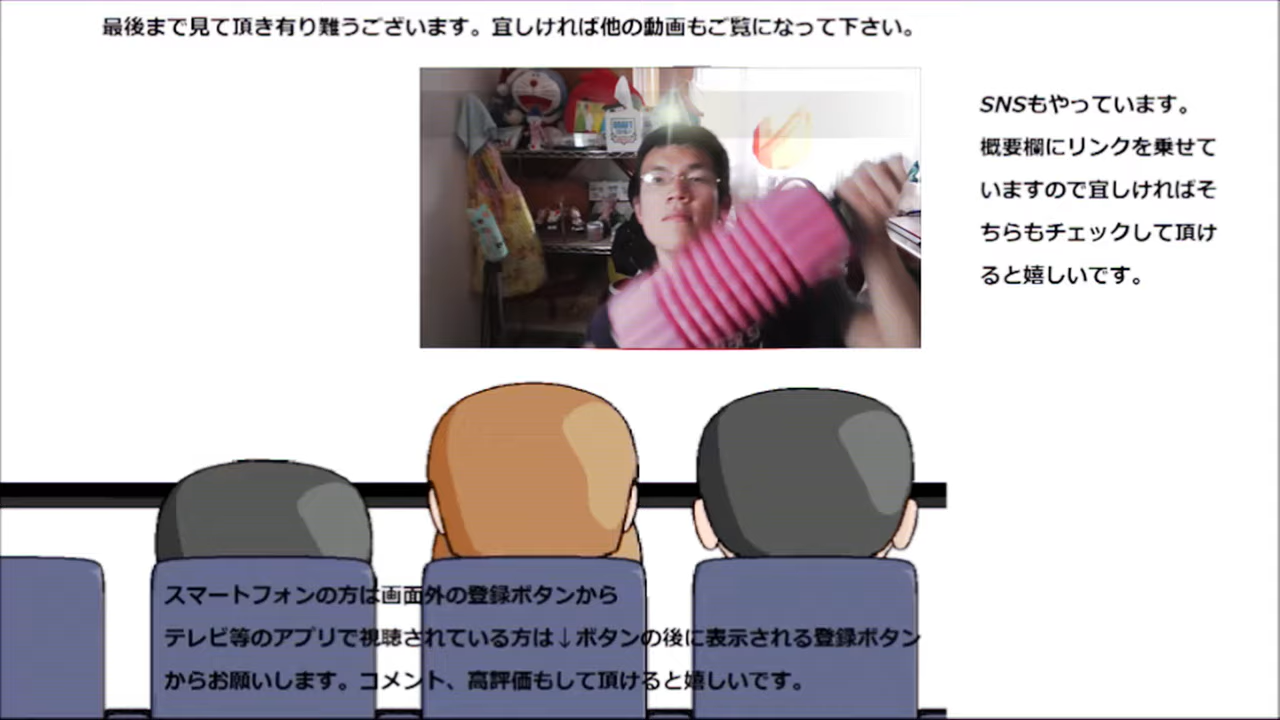 最後まで見て頂き有り難うございます。宜しければ他の動画もご覧になって下さい。
SNSもやっています。
概要欄にリンクを乗せて
いますので宜しければそ
ちらもチェックして頂け
ると嬉しいです。
スマートフォンの方は画面外の登録ボタンから
テレビ等のアプリで視聴されている方は↓ボタンの後に表示される登録ボタン
からお願いします。コメント、高評価もして頂けると嬉しいです。